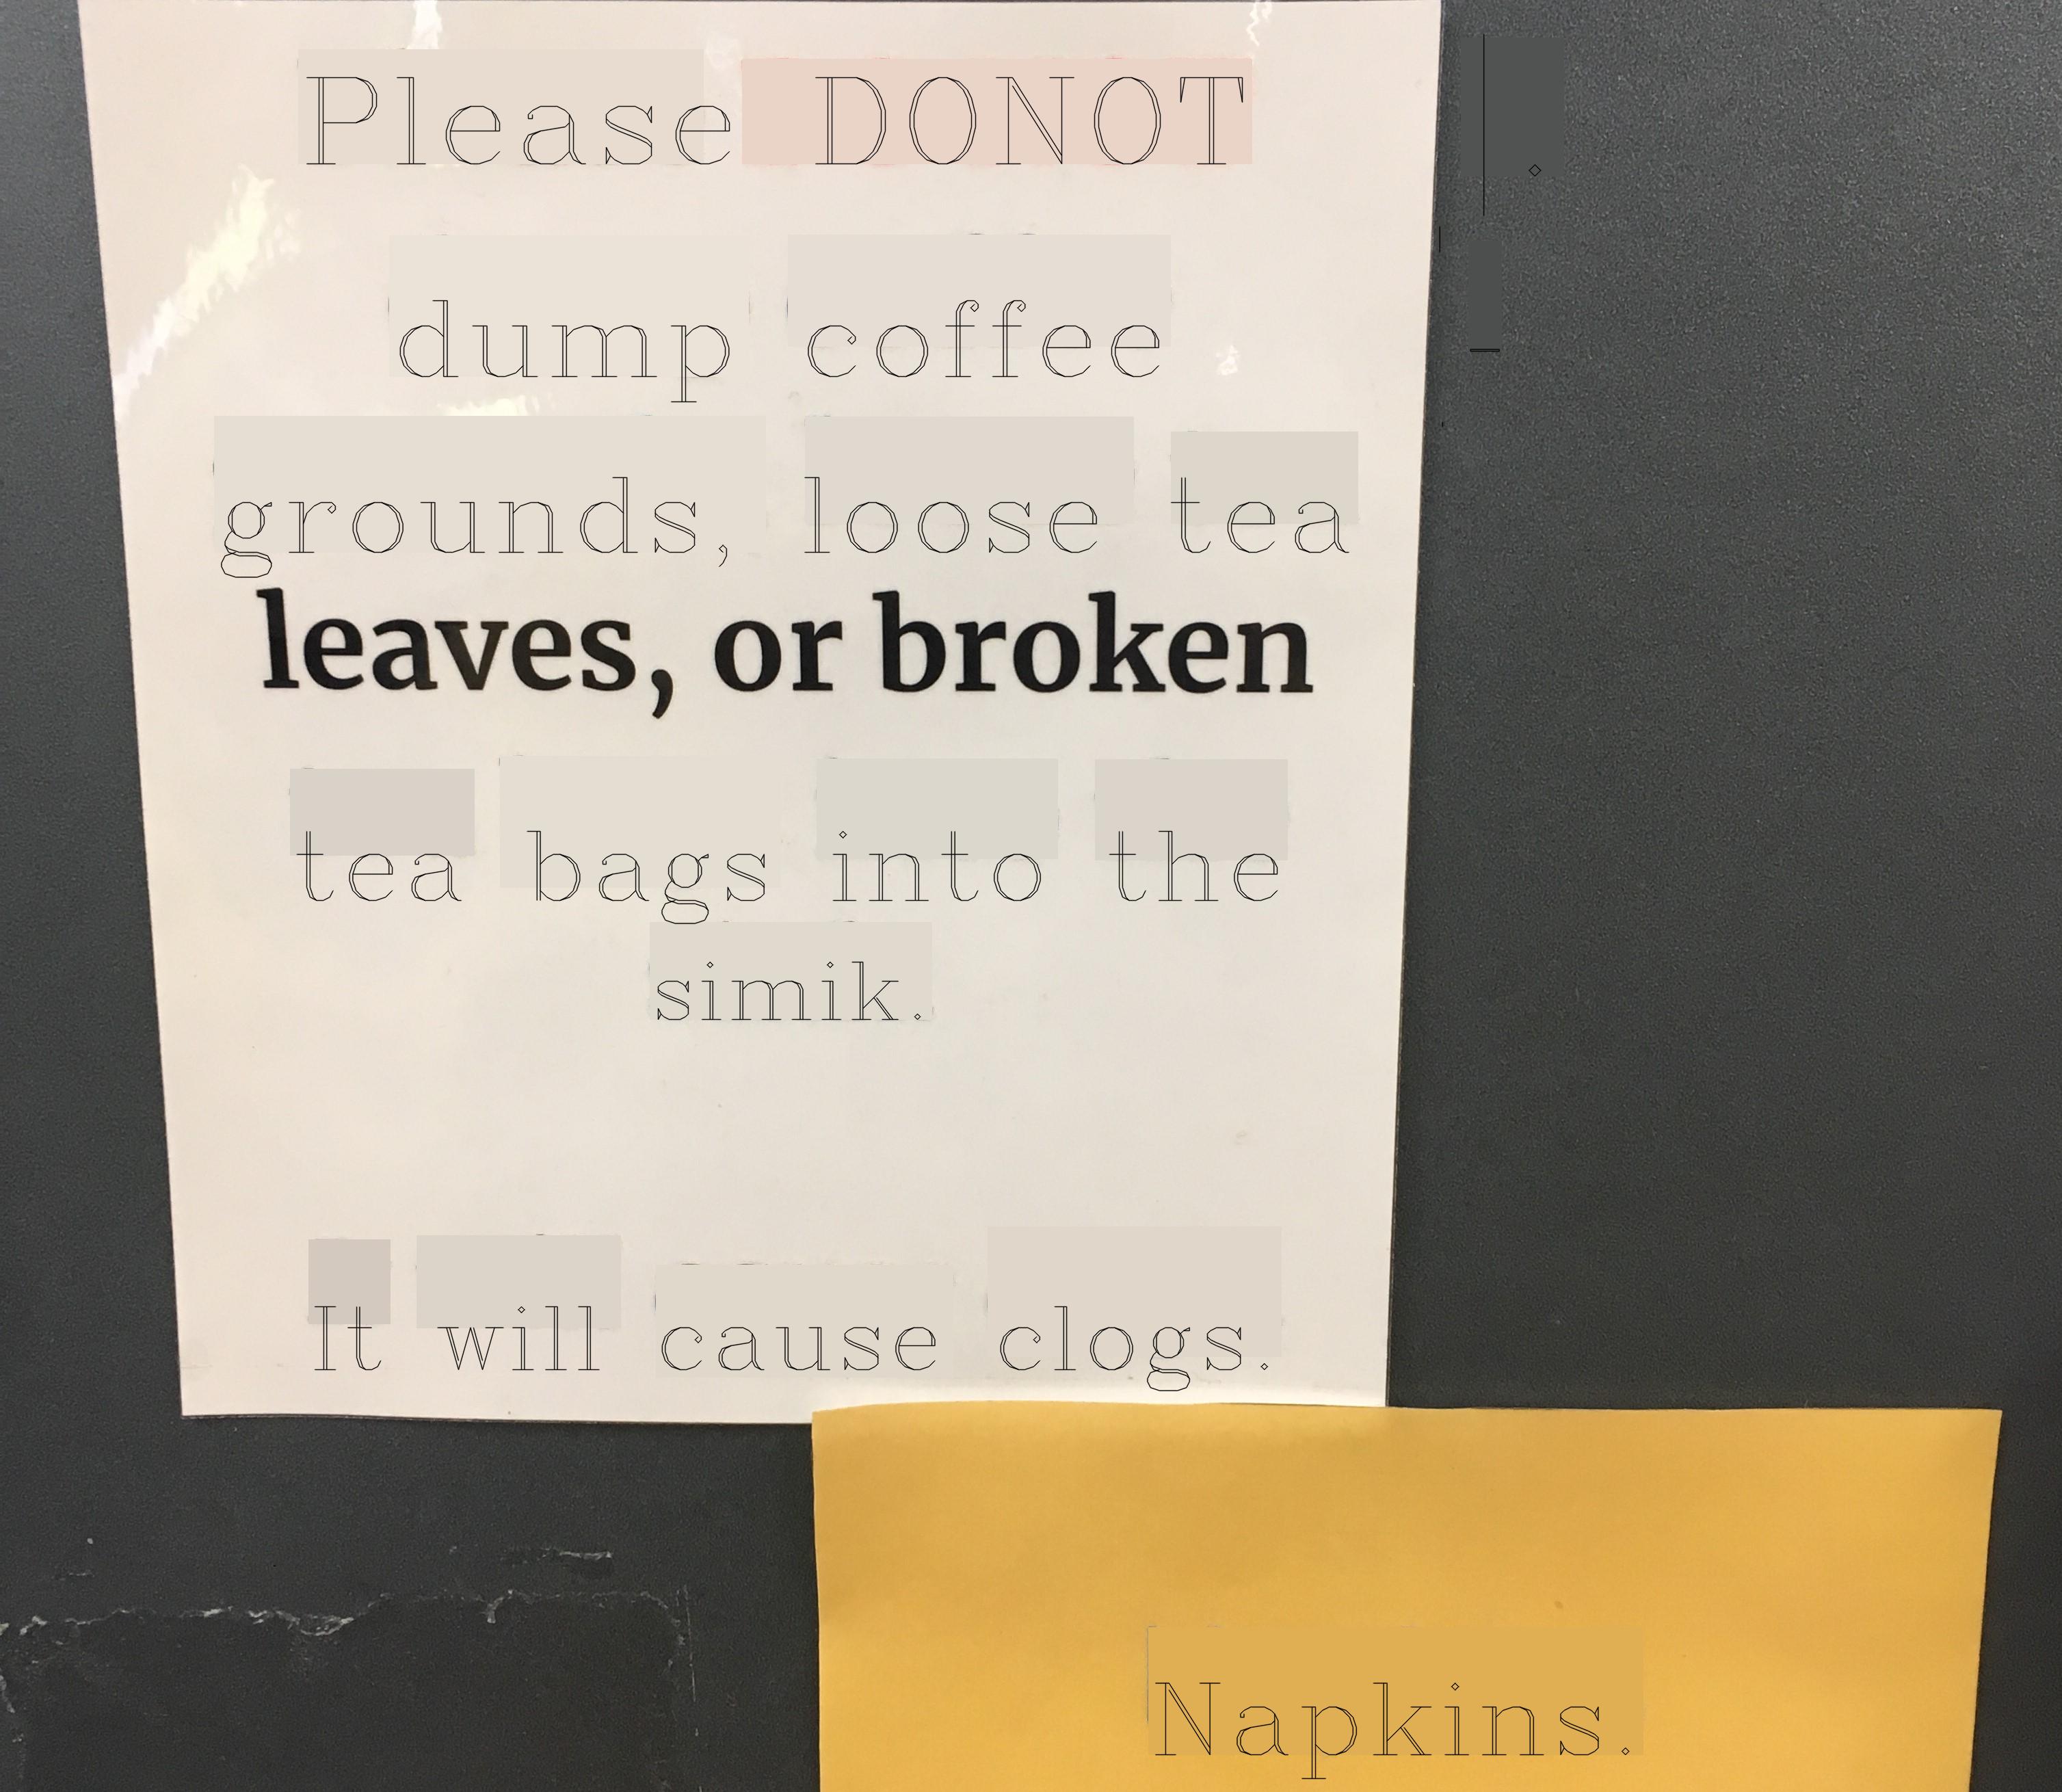 Please DONOT
dump coffee
grounds, loose tea
leaves, or broken
tea bags into the
simik.
It will cause clogs.
Napkins.